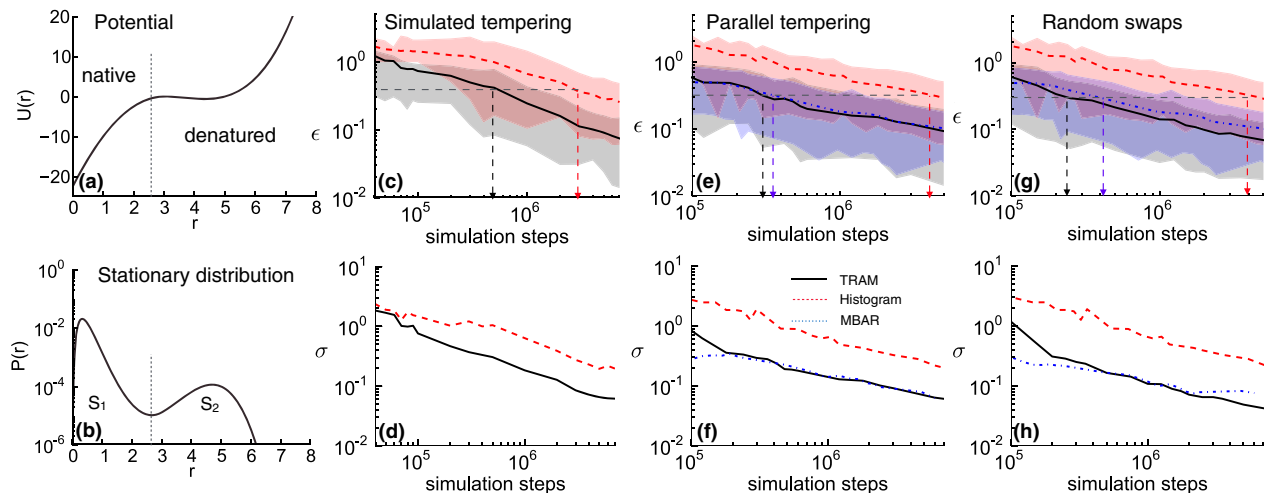 Potential
20
10
0
−10
−20
U(r)
native
denatured
(a)
0 1 2 3 4 5 6 7 8
r
Simulated tempering
10^0
10^-1
10^-2
ϵ
(c)
10^5 10^6
simulation steps
Parallel tempering
10^0
10^-1
10^-2
ϵ
(e)
10^5 10^6
simulation steps
Random swaps
10^0
10^-1
10^-2
ϵ
(g)
10^5 10^6
simulation steps
Stationary distribution
10^0
10^-2
10^-4
10^-6
P(r)
S1
S2
(b)
0 1 2 3 4 5 6 7 8
r
10^1
10^0
10^-1
10^-2
σ
(d)
10^5 10^6
simulation steps
10^1
10^0
10^-1
10^-2
σ
TRAM
Histogram
MBAR
(f)
10^5 10^6
simulation steps
10^1
10^0
10^-1
10^-2
σ
(h)
10^5 10^6
simulation steps